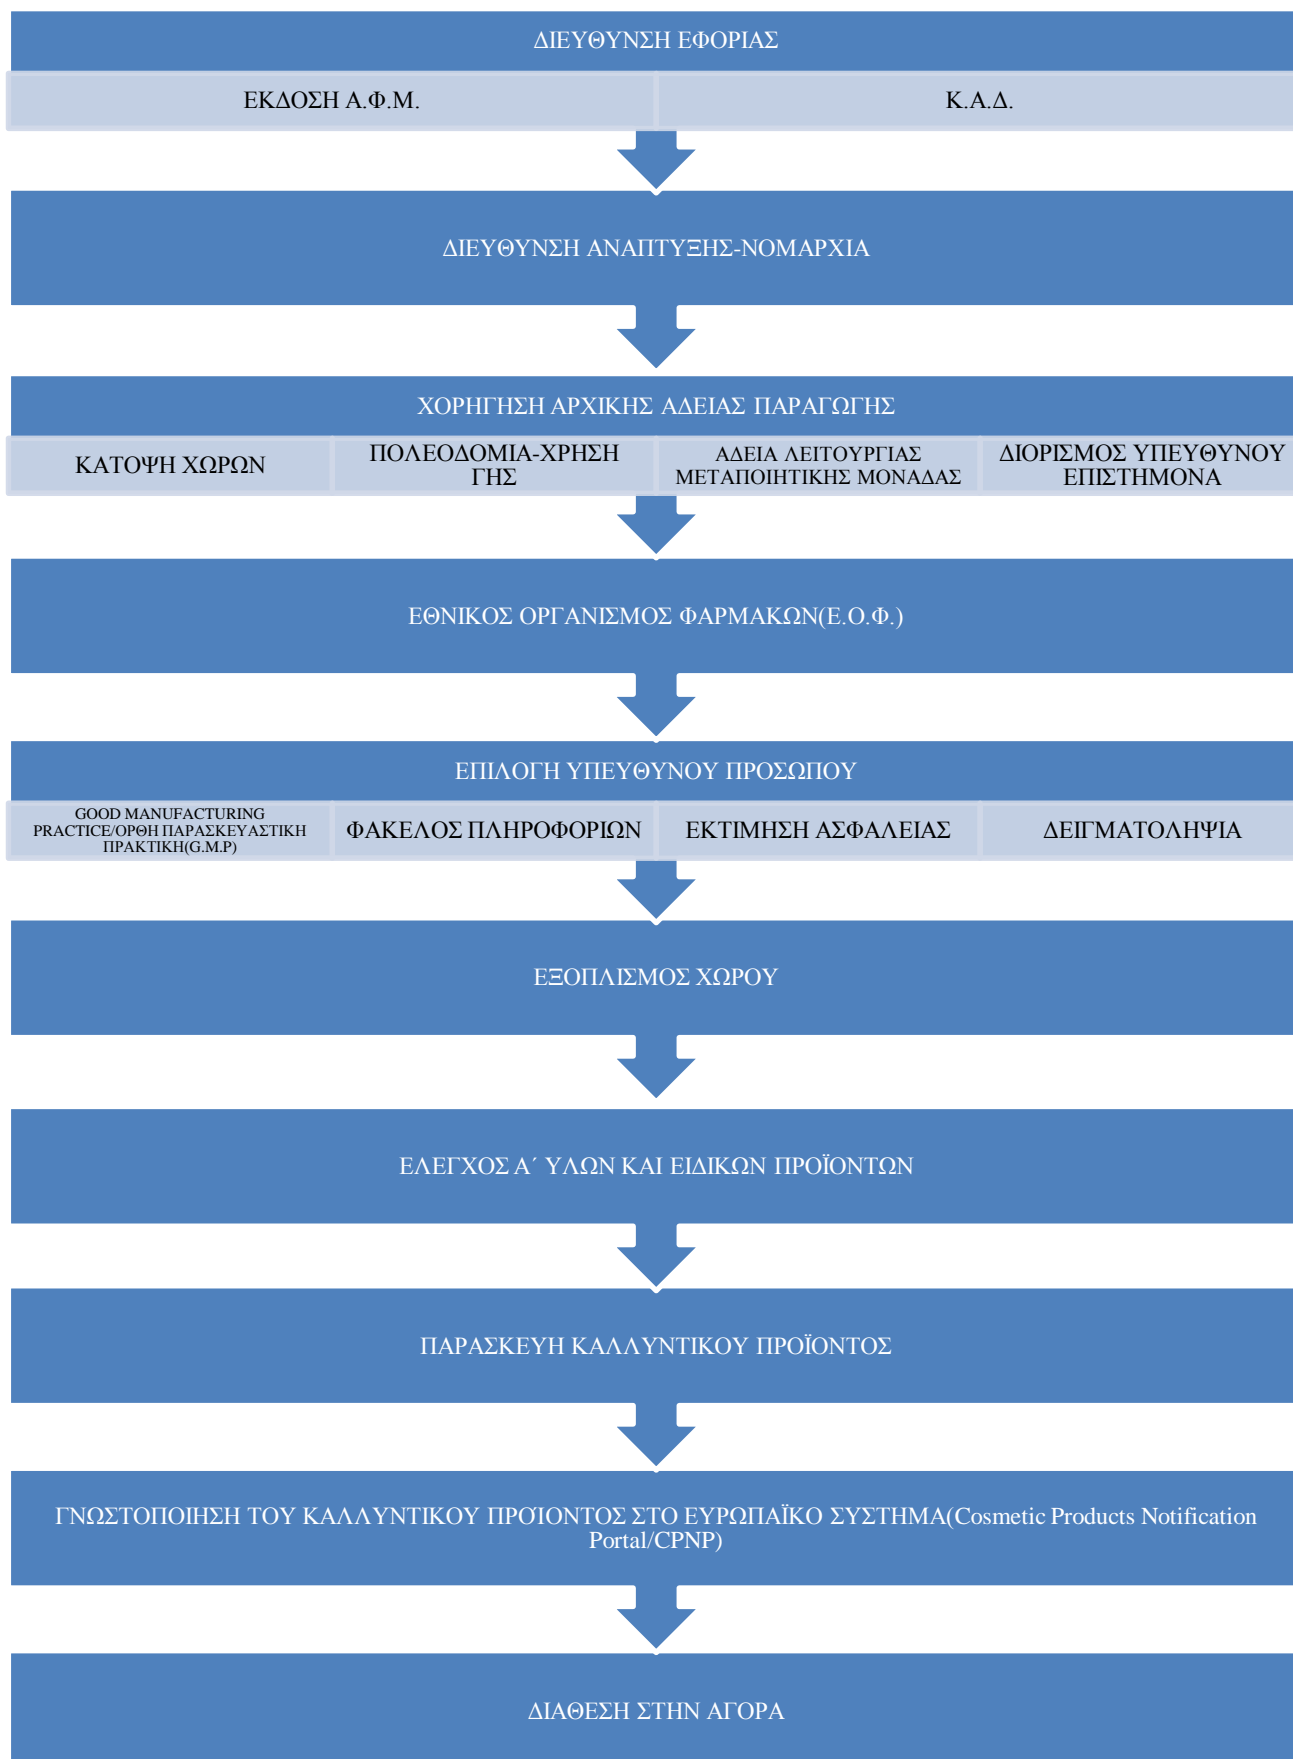 ΔΙΕΥΘΥΝΣΗ ΕΦΟΡΙΑΣ
ΕΚΔΟΣΗ Α.Φ.Μ.
Κ.Α.Δ.
ΔΙΕΥΘΥΝΣΗ ΑΝΑΠΤΥΞΗΣ-ΝΟΜΑΡΧΙΑ
ΧΟΡΗΓΗΣΗ ΑΡΧΙΚΗΣ ΑΔΕΙΑΣ ΠΑΡΑΓΩΓΗΣ
ΚΑΤΟΨΗ ΧΩΡΩΝ
ΠΟΛΕΟΔΟΜΙΑ-ΧΡΗΣΗ
ΓΗΣ
ΑΔΕΙΑ ΛΕΙΤΟΥΡΓΙΑΣ
ΜΕΤΑΠΟΙΗΤΙΚΗΣ ΜΟΝΑΔΑΣ
ΔΙΟΡΙΣΜΟΣ ΥΠΕΥΘΥΝΟΥ
ΕΠΙΣΤΗΜΟΝΑ
ΕΘΝΙΚΟΣ ΟΡΓΑΝΙΣΜΟΣ ΦΑΡΜΑΚΩΝ(Ε.Ο.Φ.)
ΕΠΙΛΟΓΗ ΥΠΕΥΘΥΝΟΥ ΠΡΟΣΩΠΟΥ
GOOD MANUFACTURING
PRACTICE/ΟΡΘΗ ΠΑΡΑΣΚΕΥΑΣΤΙΚΗ
ΠΡΑΚΤΙΚΗ(G.M.P)
ΦΑΚΕΛΟΣ ΠΛΗΡΟΦΟΡΙΩΝ
ΕΚΤΙΜΗΣΗ ΑΣΦΑΛΕΙΑΣ
ΔΕΙΓΜΑΤΟΛΗΨΙΑ
ΕΞΟΠΛΙΣΜΟΣ ΧΩΡΟΥ
ΕΛΕΓΧΟΣ Α΄ ΥΛΩΝ ΚΑΙ ΕΙΔΙΚΩΝ ΠΡΟΪΟΝΤΩΝ
ΠΑΡΑΣΚΕΥΗ ΚΑΛΛΥΝΤΙΚΟΥ ΠΡΟΪΟΝΤΟΣ
ΓΝΩΣΤΟΠΟΙΗΣΗ ΤΟΥ ΚΑΛΛΥΝΤΙΚΟΥ ΠΡΟΪΟΝΤΟΣ ΣΤΟ ΕΥΡΩΠΑΪΚΟ ΣΥΣΤΗΜΑ(Cosmetic Products Notification
Portal/CPNP)
ΔΙΑΘΕΣΗ ΣΤΗΝ ΑΓΟΡΑ